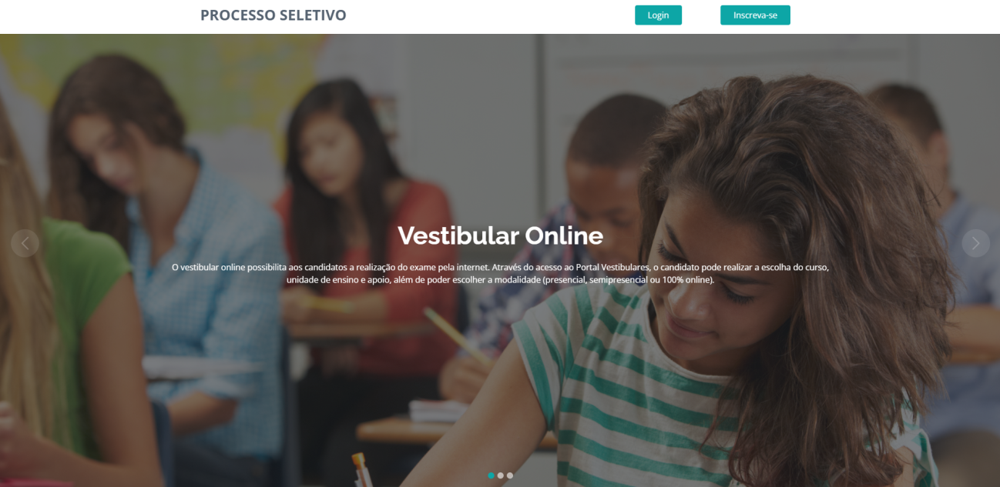 PROCESSO SELETIVO
Login
Inscreva-se
Vestibular Online
O vestibular online possibilita aos candidatos a realização do exame pela internet. Através do acesso ao Portal Vestibulares, o candidato pode realizar a escolha do curso,
unidade de ensino e apoio, além de poder escolher a modalidade (presencial, semipresencial ou 100% online).